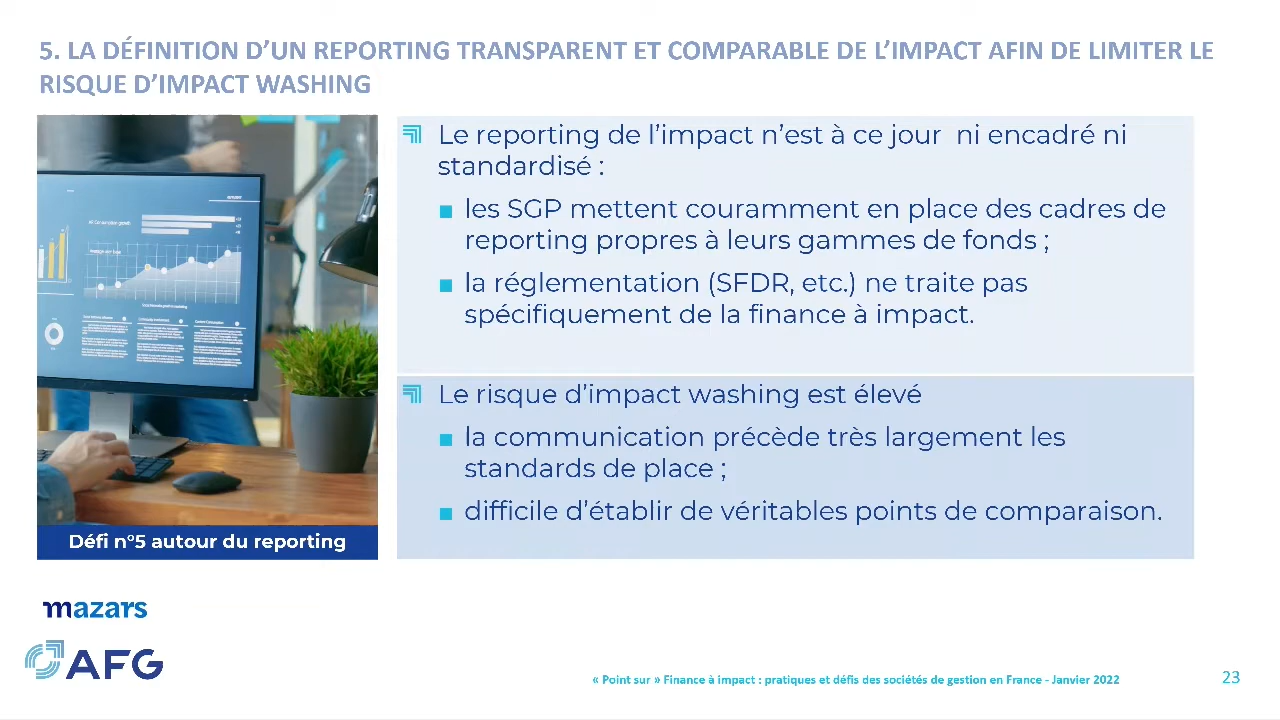 5. LA DÉFINITION D’UN REPORTING TRANSPARENT ET COMPARABLE DE L’IMPACT AFIN DE LIMITER LE
RISQUE D’IMPACT WASHING
Le reporting de l’impact n’est à ce jour  ni encadré ni
standardisé :
les SGP mettent couramment en place des cadres de
reporting propres à leurs gammes de fonds ;
la réglementation (SFDR, etc.) ne traite pas
spécifiquement de la finance à impact.
Le risque d’impact washing est élevé
la communication précède très largement les
standards de place ;
difficile d’établir de véritables points de comparaison.
Défi n°5 autour du reporting
mazars
AFG
« Point sur » Finance à impact : pratiques et défis des sociétés de gestion en France - Janvier 2022
23